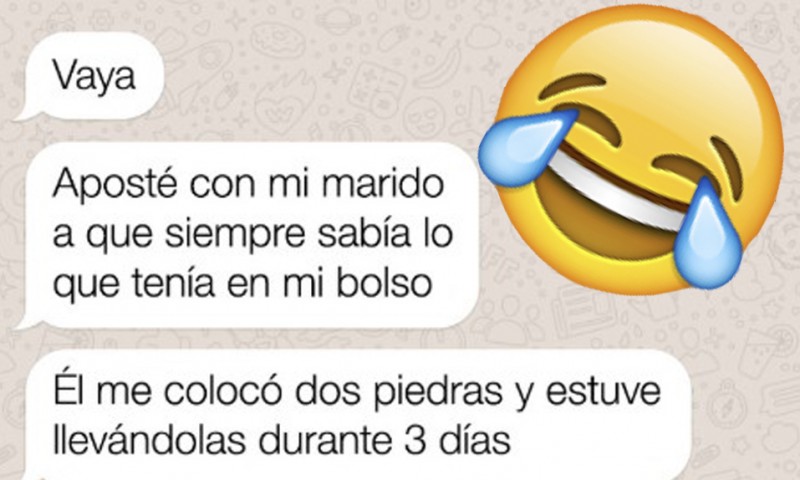 Vaya
Aposté con mi marido
a que siempre sabía lo
que tenía en mi bolso
Él me colocó dos piedras y estuve
llevándolas durante 3 días